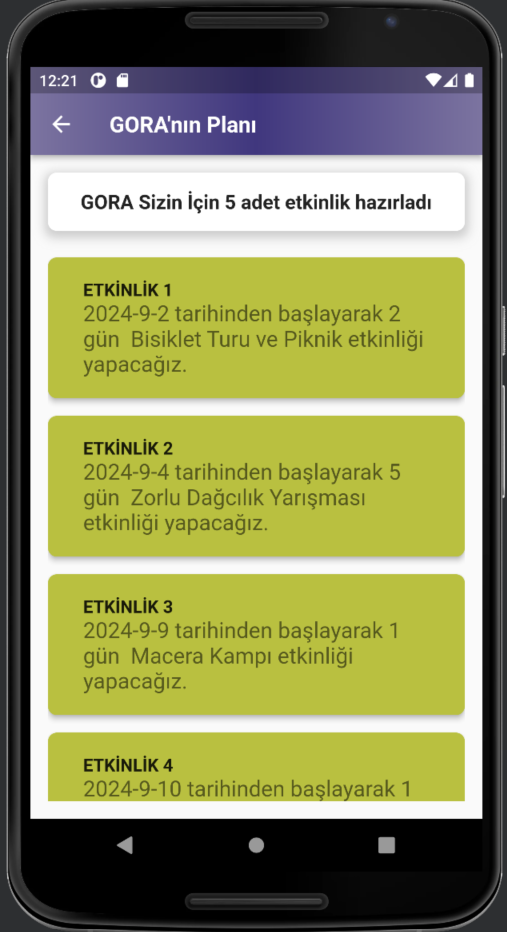 12:21
GORA'nın Planı
GORA Sizin İçin 5 adet etkinlik hazırladı
ETKİNLİK 1
2024-9-2 tarihinden başlayarak 2
gün  Bisiklet Turu ve Piknik etkinliği
yapacağız.
ETKİNLİK 2
2024-9-4 tarihinden başlayarak 5
gün  Zorlu Dağcılık Yarışması
etkinliği yapacağız.
ETKİNLİK 3
2024-9-9 tarihinden başlayarak 1
gün  Macera Kampı etkinliği
yapacağız.
ETKİNLİK 4
2024-9-10 tarihinden başlayarak 1